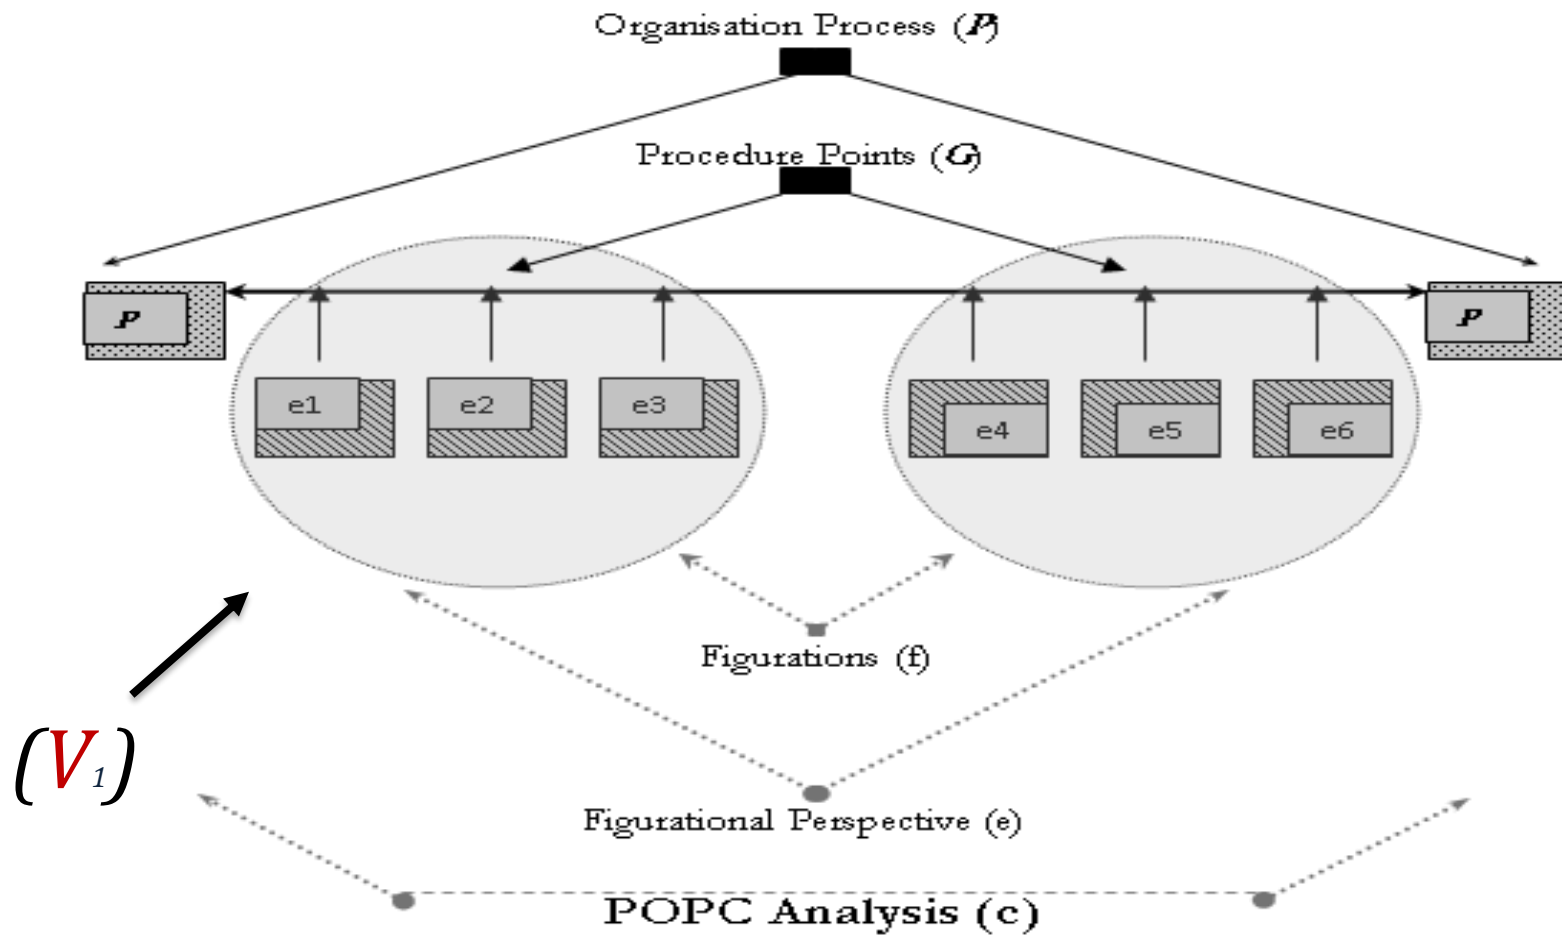 Organisation Process (P)
Procedure Points (G)
P
P
e1
e2
e3
e4
e5
e6
Figurations (f)
(V1)
Figurational Perspective (e)
POPC Analysis (c)